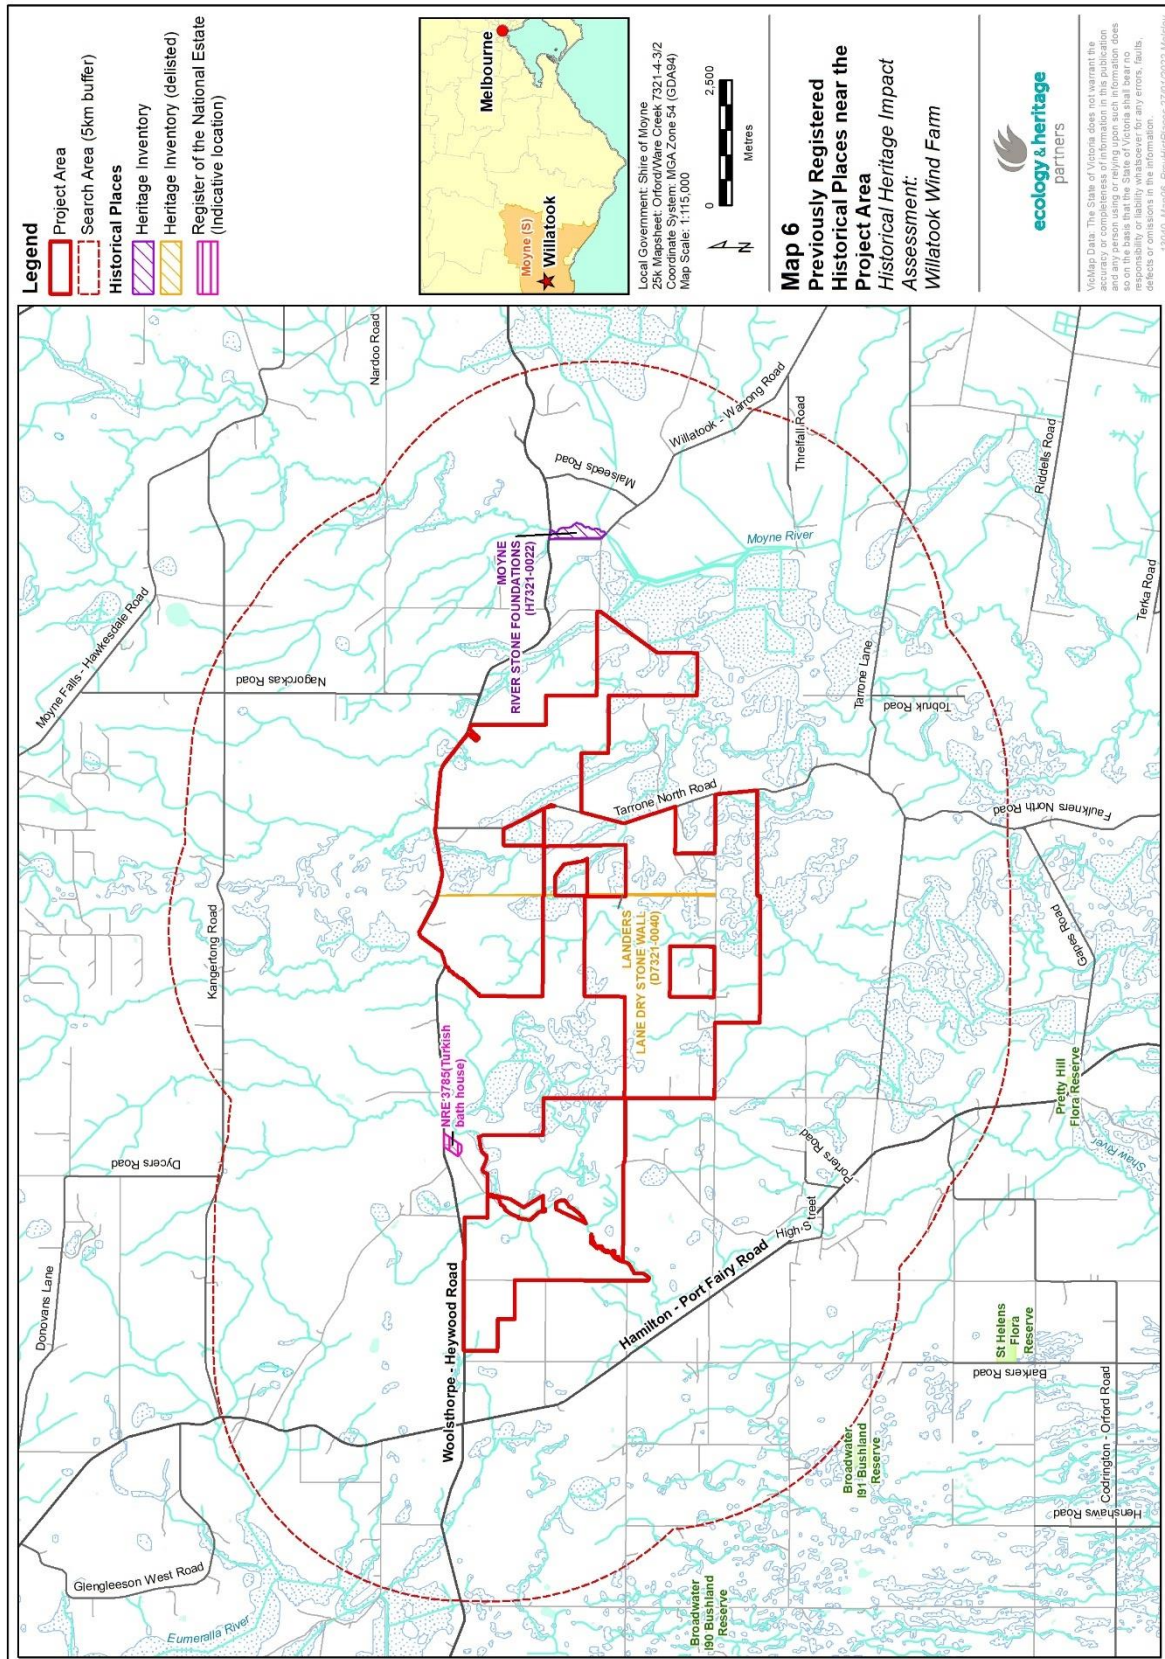 Legend
Project Area
Search Area (5km buffer)
Historical Places
Heritage Inventory
Heritage Inventory (delisted)
Register of the National Estate
(Indicative location)
Melbourne
Moyne (S)
Willatook
Local Government: Shire of Moyne
25k Mapsheet: Orford/Ware Creek 7321-4-3/2
Coordinate System: MGA Zone 54 (GDA94)
Map Scale: 1:115,000
N
0
2,500
Metres
Map 6
Previously Registered
Historical Places near the
Project Area
Historical Heritage Impact
Assessment:
Willatook Wind Farm
ecology & heritage
partners
VicMap Data: The State of Victoria does not warrant the
accuracy or completeness of information in this publication
and any person using or relying upon such information does
so on the basis that the State of Victoria shall bear no
responsibility or liability whatsoever for any errors, faults,
defects or omissions in the information.
Donovans Lane
Dycers Road
Glengleeson West Road
Eumeralla River
Kangertong Road
Moyne Falls - Hawkesdale Road
Nagorckas Road
Nardoo Road
Woolsthorpe - Heywood Road
NRE:3785(Turkish
bath house)
MOYNE
RIVER STONE FOUNDATIONS
(H7321-0022)
Malseeds Road
Willatook - Warrong Road
Threlfall Road
Moyne River
Tarrone North Road
LANDERS
LANE DRY STONE WALL
(D7321-0040)
Hamilton - Port Fairy Road
High Street
Porters Road
Tarrone Lane
Tobruk Road
Riddells Road
Terka Road
Faulkners North Road
Gapes Road
Pretty Hill
Flora Reserve
Shaw River
St Helens
Flora
Reserve
Barkers Road
Broadwater
I91 Bushland
Reserve
Broadwater
I90 Bushland
Reserve
Codrington - Orford Road
Henshaws Road